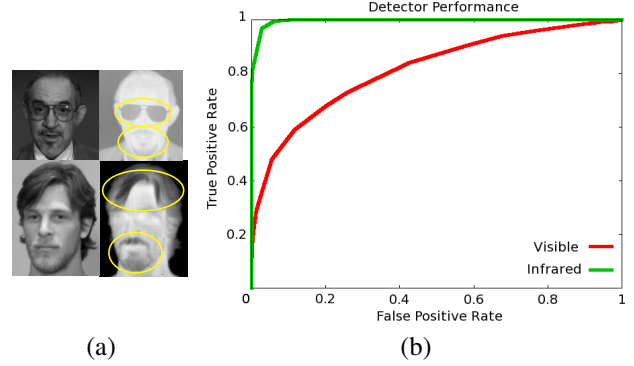 Detector Performance
1
0.8
0.6
0.4
0.2
True Positive Rate
Visible
Infrared
0.2
0.4
0.6
0.8
1
False Positive Rate
(a)
(b)